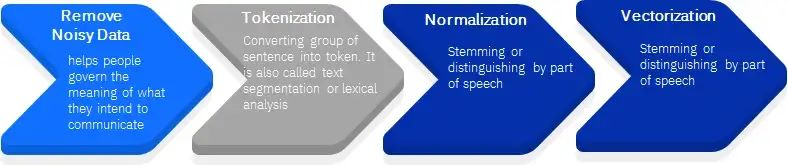 Remove
Noisy Data
helps people
govern the
meaning of what
they intend to
communicate
Tokenization
Converting group of
sentence into token. It
is also called text
segmentation or lexical
analysis
Normalization
Stemming or
distinguishing by part
of speech
Vectorization
Stemming or
distinguishing by part
of speech